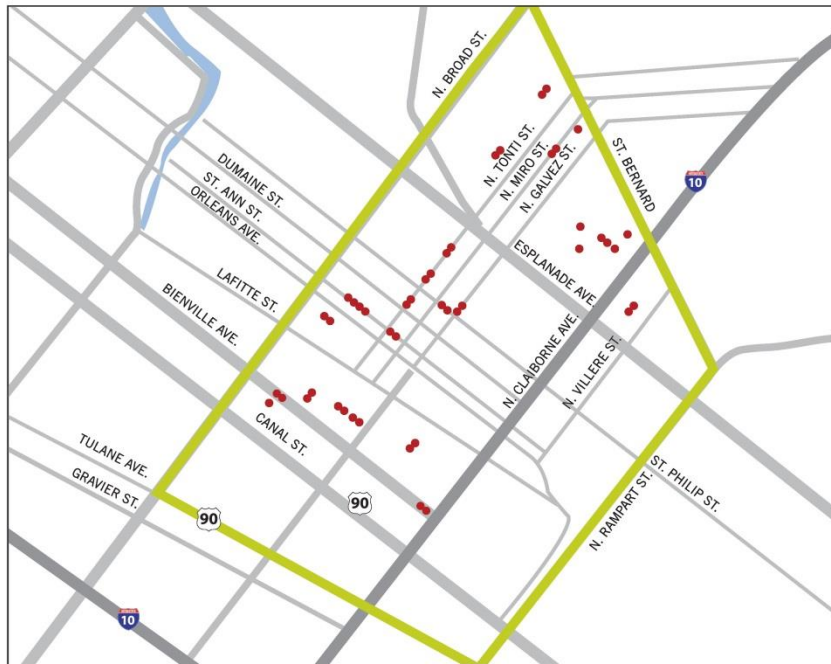 N. BROAD ST.
N. TONTI ST.
N. MIRO ST.
N. GALVEZ ST.
ST. BERNARD
10
DUMAINE ST.
ST. ANN ST.
ORLEANS AVE.
LAFITTE ST.
BIENVILLE AVE.
ESPLANADE AVE.
N. CLAIBORNE AVE.
N. VILLERE ST.
CANAL ST.
TULANE AVE.
GRAVIER ST.
90
90
ST. PHILIP ST.
N. RAMPART ST.
10